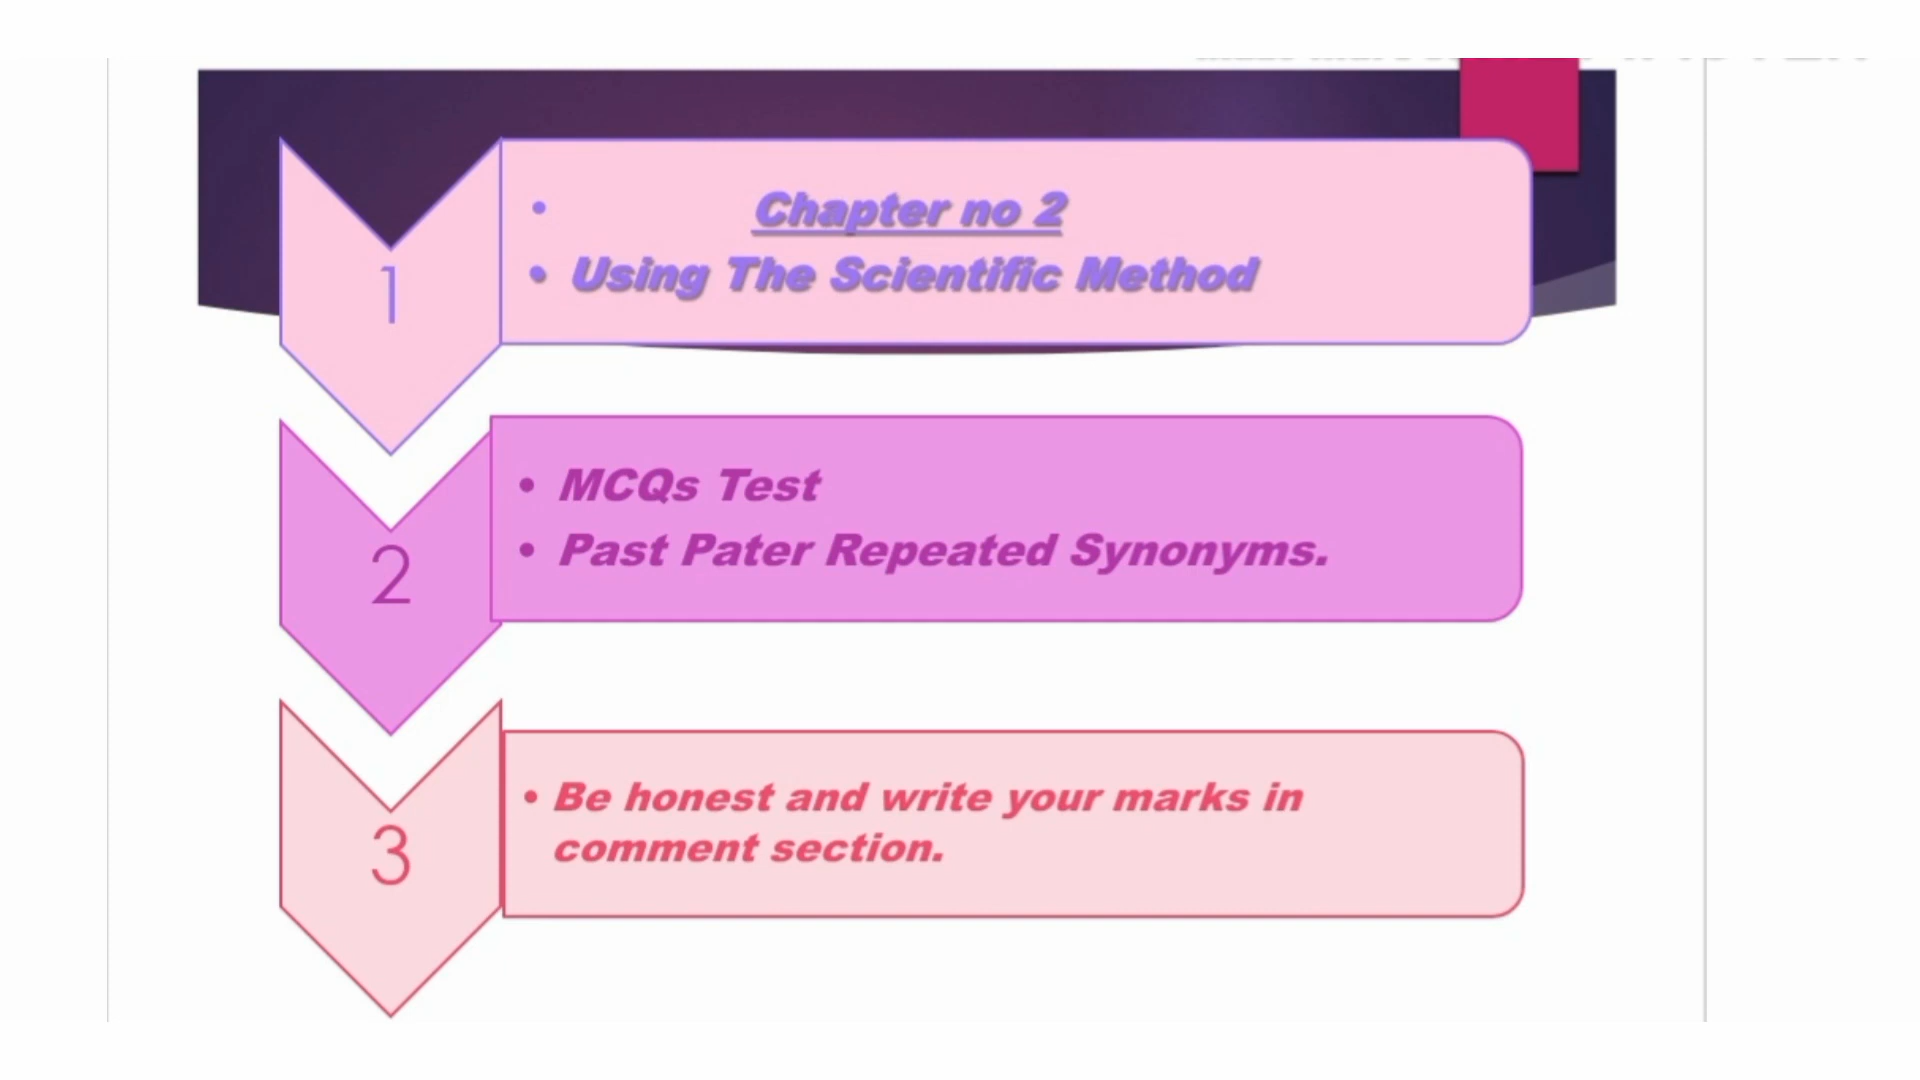 1
• Chapter no 2
• Using The Scientific Method
2
• MCQs Test
• Past Pater Repeated Synonyms.
3
• Be honest and write your marks in
comment section.